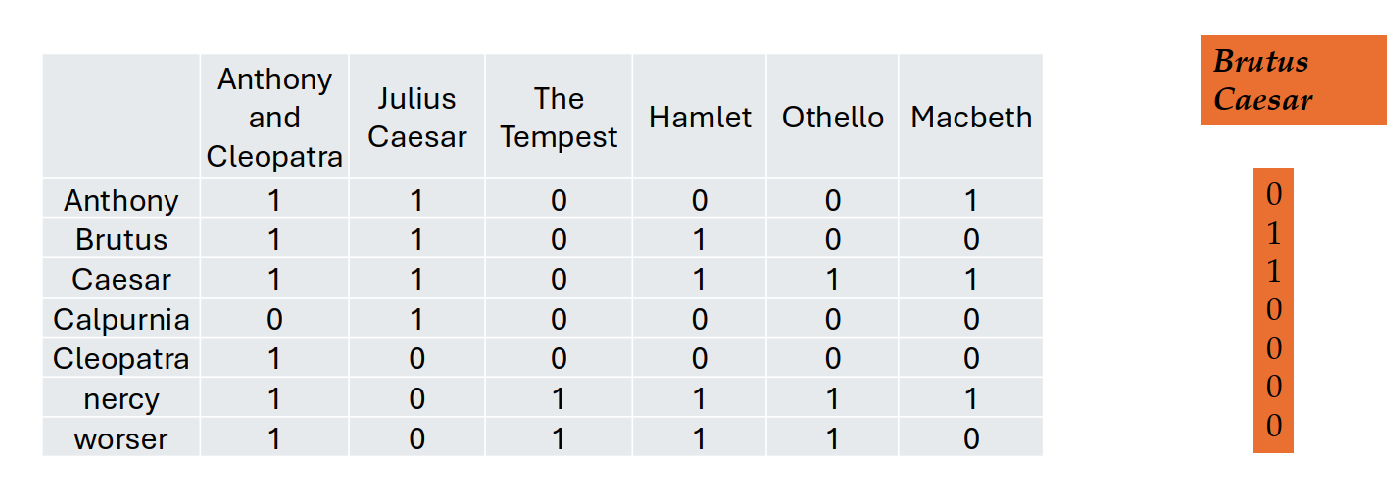 Anthony and Cleopatra Julius Caesar The Tempest Hamlet Othello Macbeth
Anthony 1 1 0 0 0 1
Brutus 1 1 0 1 0 0
Caesar 1 1 0 1 1 1
Calpurnia 0 1 0 0 0 0
Cleopatra 1 0 0 0 0 0
nercy 1 0 1 1 1 1
worser 1 0 1 1 1 0
Brutus
Caesar
0
1
1
0
0
0
0